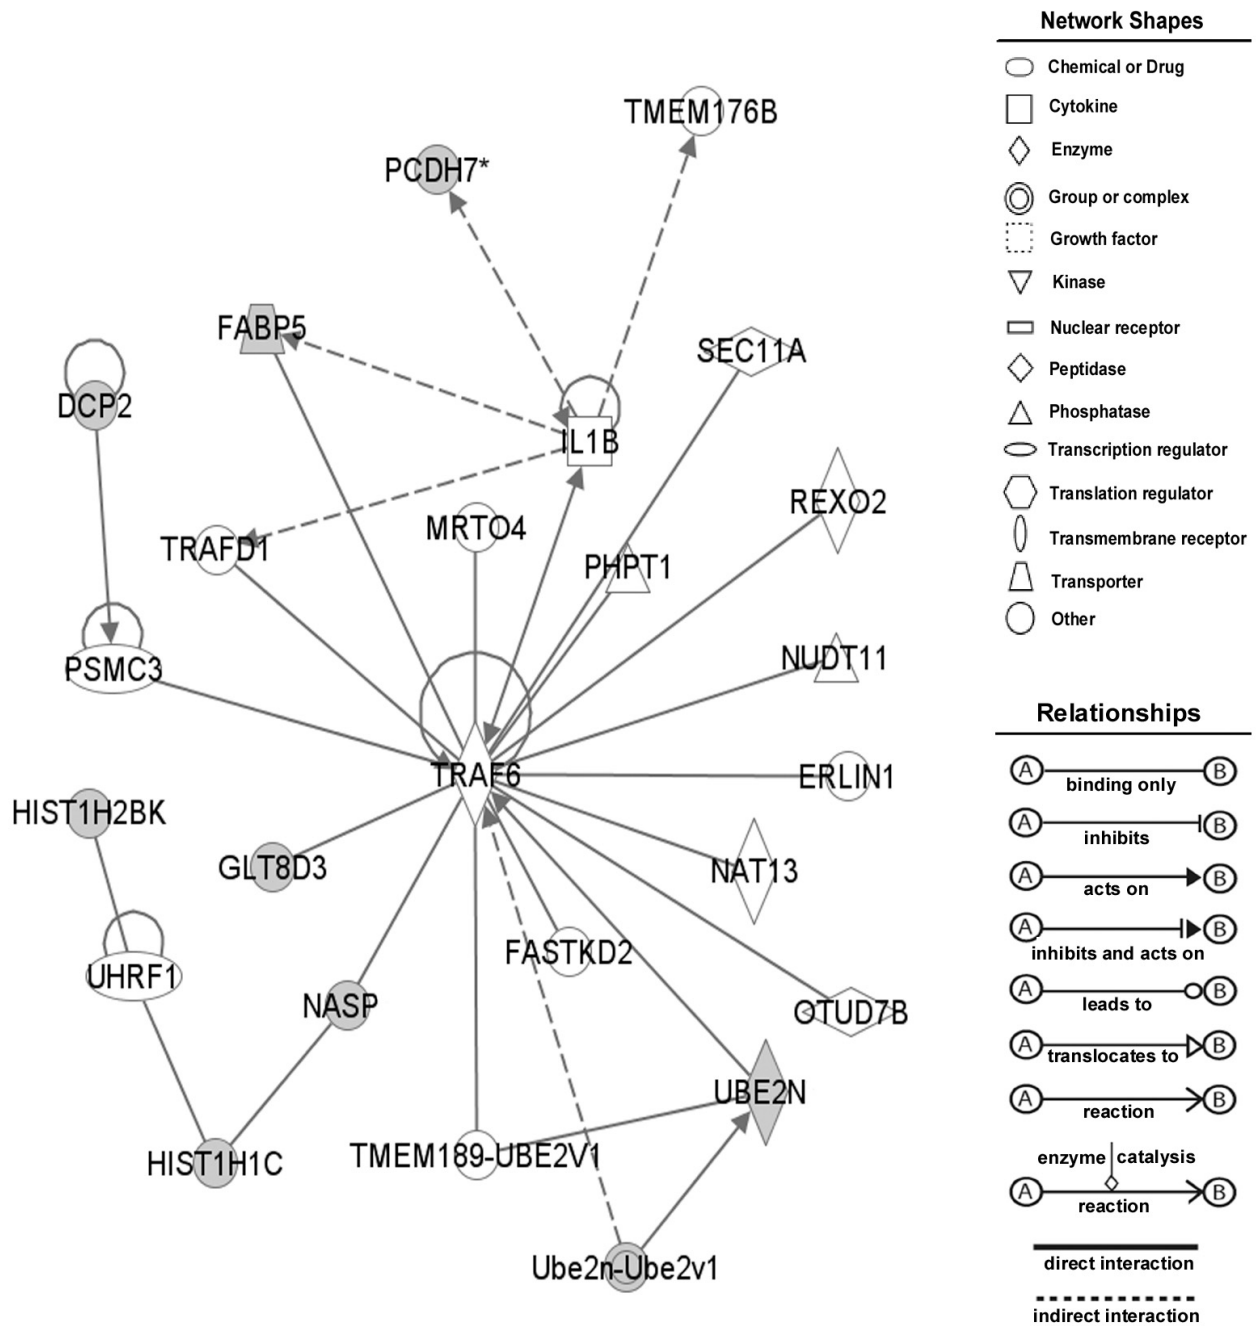 TMEM176B
PCDH7*
FABP5
SEC11A
DCP2
IL1B
REXO2
MRTO4
TRAFD1
PHPT1
PSMC3
NUDT11
TRAF6
ERLIN1
HIST1H2BK
GLT8D3
NAT13
FASTKD2
UHRF1
NASP
OTUD7B
UBE2N
HIST1H1C
TMEM189-UBE2V1
Ube2n-Ube2v1
Network Shapes
Chemical or Drug
Cytokine
Enzyme
Group or complex
Growth factor
Kinase
Nuclear receptor
Peptidase
Phosphatase
Transcription regulator
Translation regulator
Transmembrane receptor
Transporter
Other
Relationships
A binding only B
A inhibits B
A acts on B
A inhibits and acts on B
A leads to B
A translocates to B
A reaction B
enzyme catalysis
A reaction B
direct interaction
indirect interaction